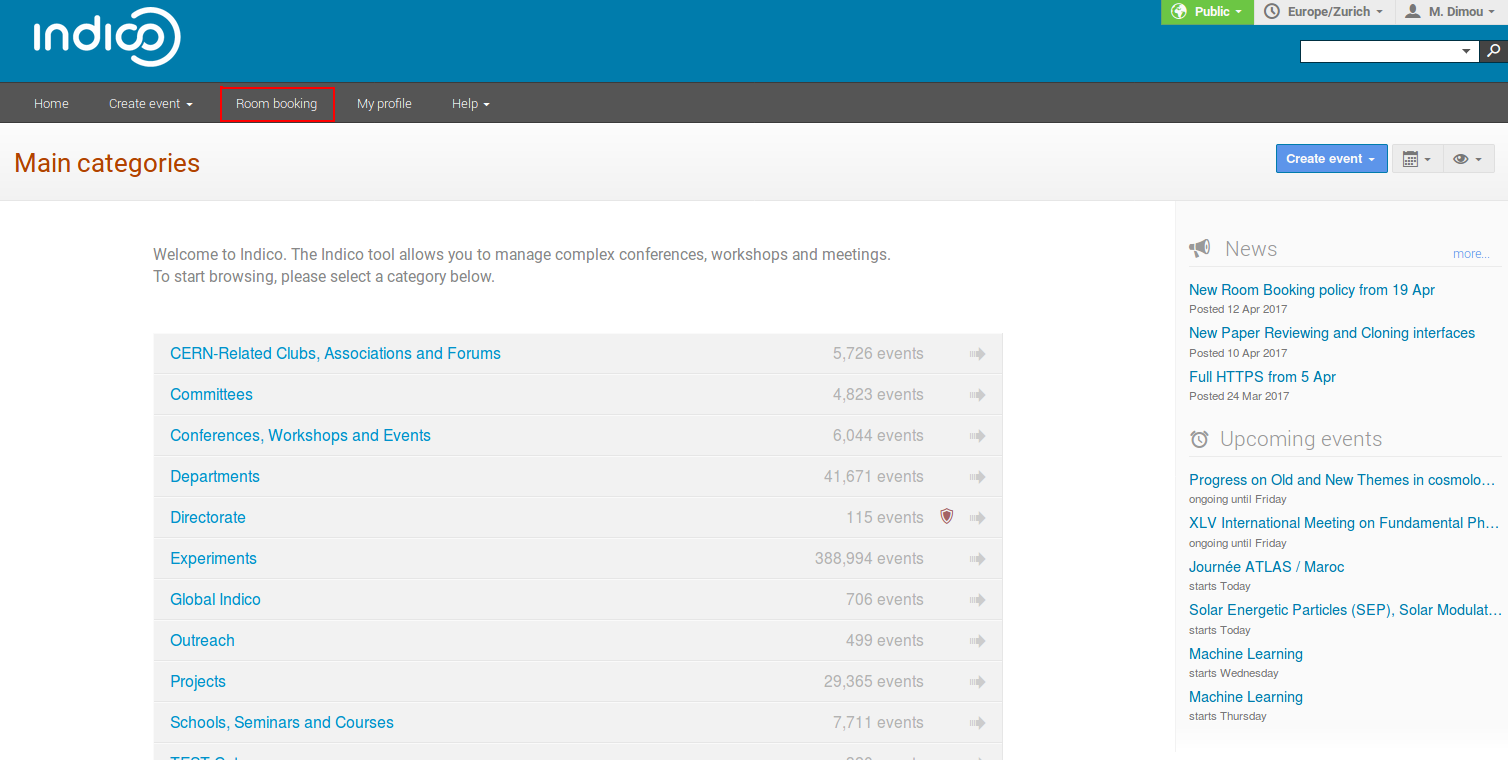 indico
Public
Europe/Zurich
M. Dimou
Home
Create event
Room booking
My profile
Help
Main categories
Create event
Welcome to Indico. The Indico tool allows you to manage complex conferences, workshops and meetings.
To start browsing, please select a category below.
CERN-Related Clubs, Associations and Forums 5,726 events
Committees 4,823 events
Conferences, Workshops and Events 6,044 events
Departments 41,671 events
Directorate 115 events
Experiments 388,994 events
Global Indico 706 events
Outreach 499 events
Projects 29,365 events
Schools, Seminars and Courses 7,711 events
News
more...
New Room Booking policy from 19 Apr
Posted 12 Apr 2017
New Paper Reviewing and Cloning interfaces
Posted 10 Apr 2017
Full HTTPS from 5 Apr
Posted 24 Mar 2017
Upcoming events
Progress on Old and New Themes in cosmolo…
ongoing until Friday
XLV International Meeting on Fundamental Ph…
ongoing until Friday
Journée ATLAS / Maroc
starts Today
Solar Energetic Particles (SEP), Solar Modulat…
starts Today
Machine Learning
starts Wednesday
Machine Learning
starts Thursday